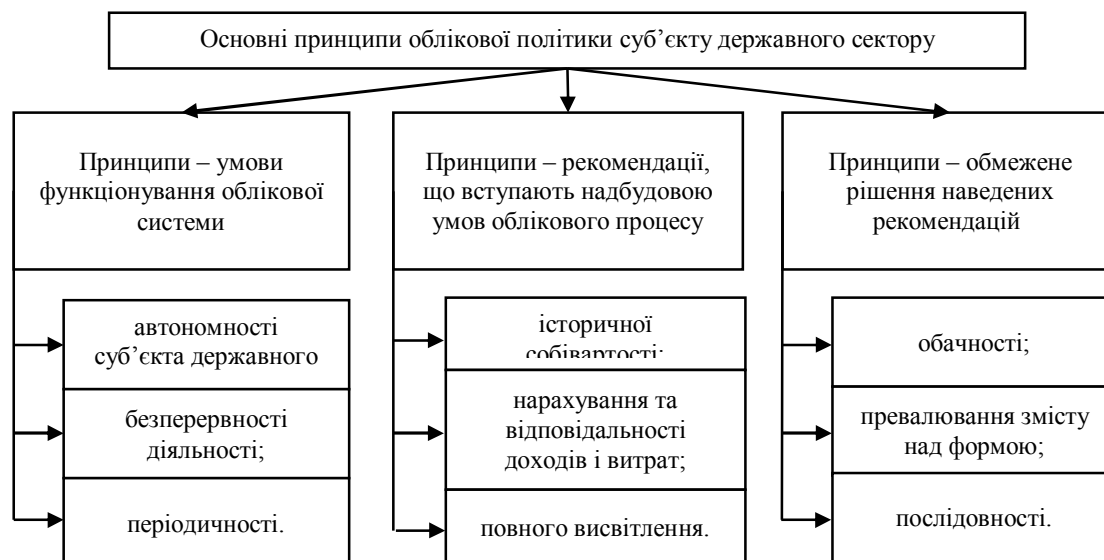 Основні принципи облікової політики суб’єкту державного сектору
Принципи – умови
функціонування облікової
системи
автономності
суб’єкта державного
безперервності
діяльності;
періодичності.
Принципи – рекомендації,
що вступають надбудовою
умов облікового процесу
історичної
собівартості;
нарахування та
відповідальності
доходів і витрат;
повного висвітлення.
Принципи – обмежене
рішення наведених
рекомендацій
обачності;
превалювання змісту
над формою;
послідовності.